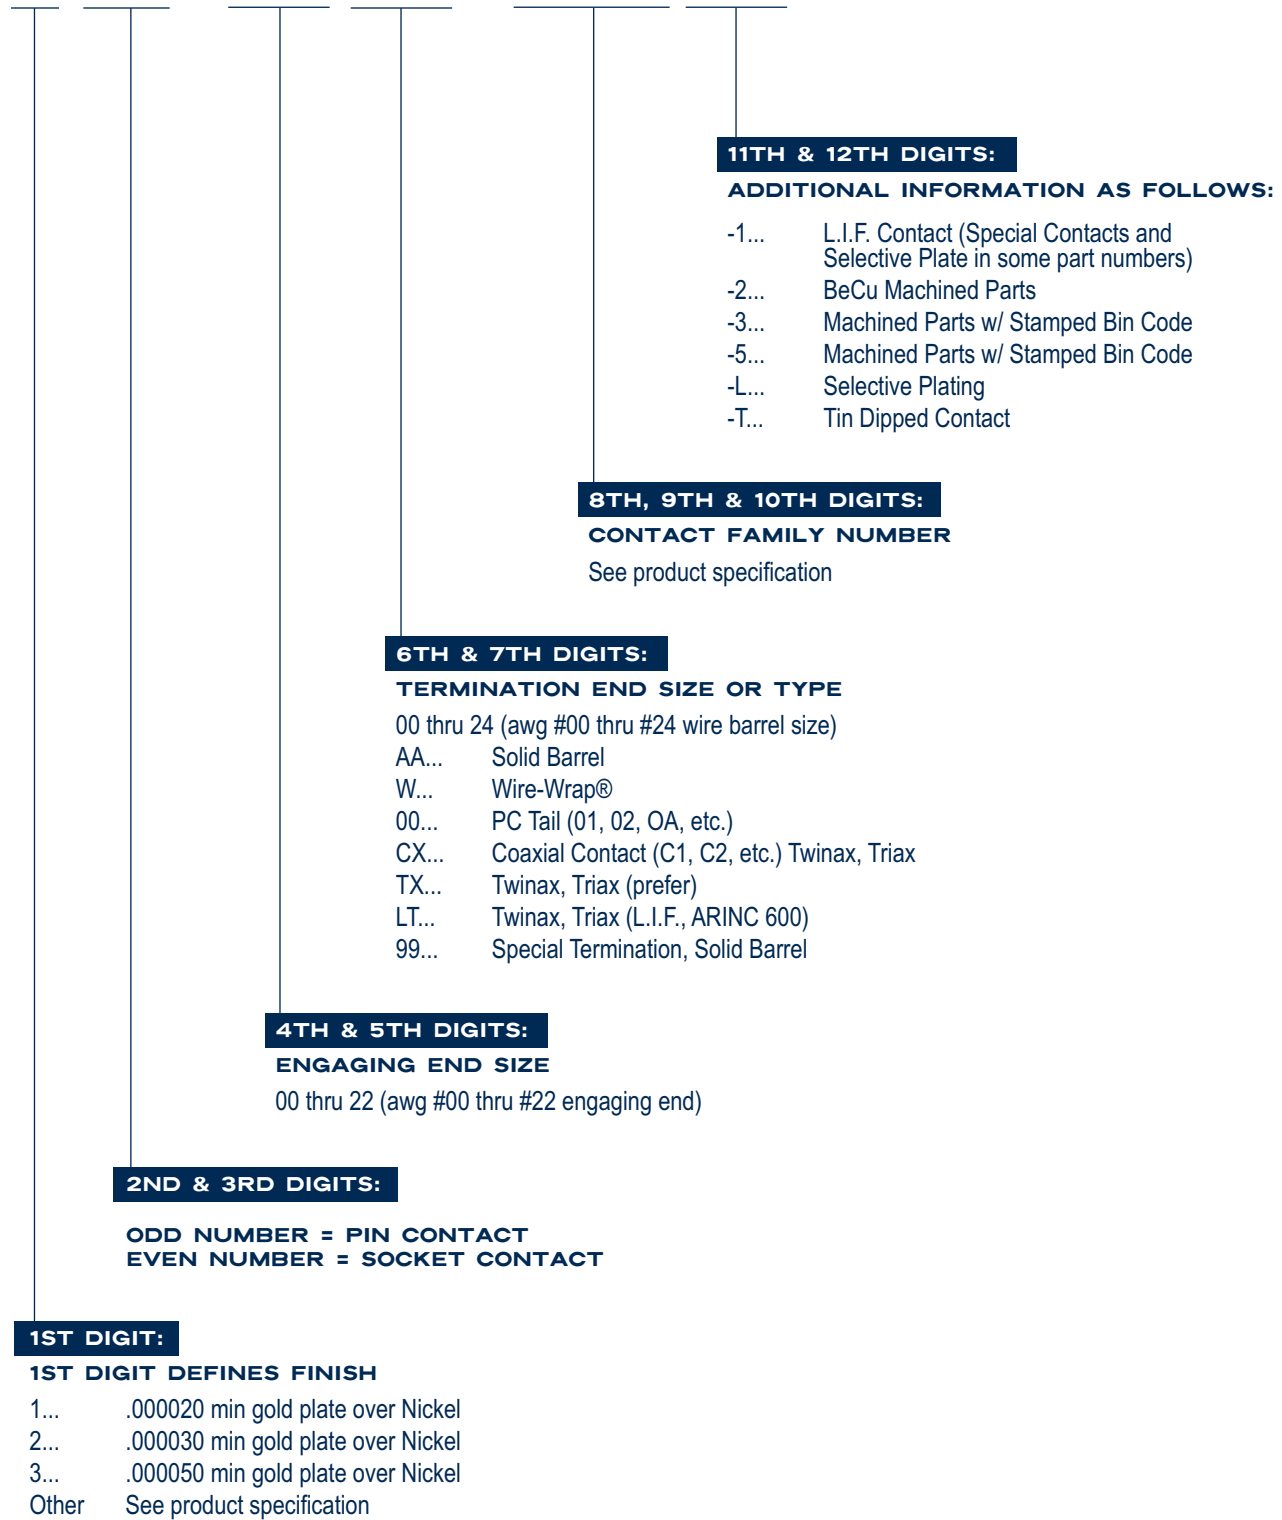 11TH & 12TH DIGITS:
ADDITIONAL INFORMATION AS FOLLOWS:
-1... L.I.F. Contact (Special Contacts and
Selective Plate in some part numbers)
-2... BeCu Machined Parts
-3... Machined Parts w/ Stamped Bin Code
-5... Machined Parts w/ Stamped Bin Code
-L... Selective Plating
-T... Tin Dipped Contact
8TH, 9TH & 10TH DIGITS:
CONTACT FAMILY NUMBER
See product specification
6TH & 7TH DIGITS:
TERMINATION END SIZE OR TYPE
00 thru 24 (awg #00 thru #24 wire barrel size)
AA... Solid Barrel
W... Wire-Wrap®
00... PC Tail (01, 02, OA, etc.)
CX... Coaxial Contact (C1, C2, etc.) Twinax, Triax
TX... Twinax, Triax (prefer)
LT... Twinax, Triax (L.I.F., ARINC 600)
99... Special Termination, Solid Barrel
4TH & 5TH DIGITS:
ENGAGING END SIZE
00 thru 22 (awg #00 thru #22 engaging end)
2ND & 3RD DIGITS:
ODD NUMBER = PIN CONTACT
EVEN NUMBER = SOCKET CONTACT
1ST DIGIT:
1ST DIGIT DEFINES FINISH
1... .000020 min gold plate over Nickel
2... .000030 min gold plate over Nickel
3... .000050 min gold plate over Nickel
Other See product specification